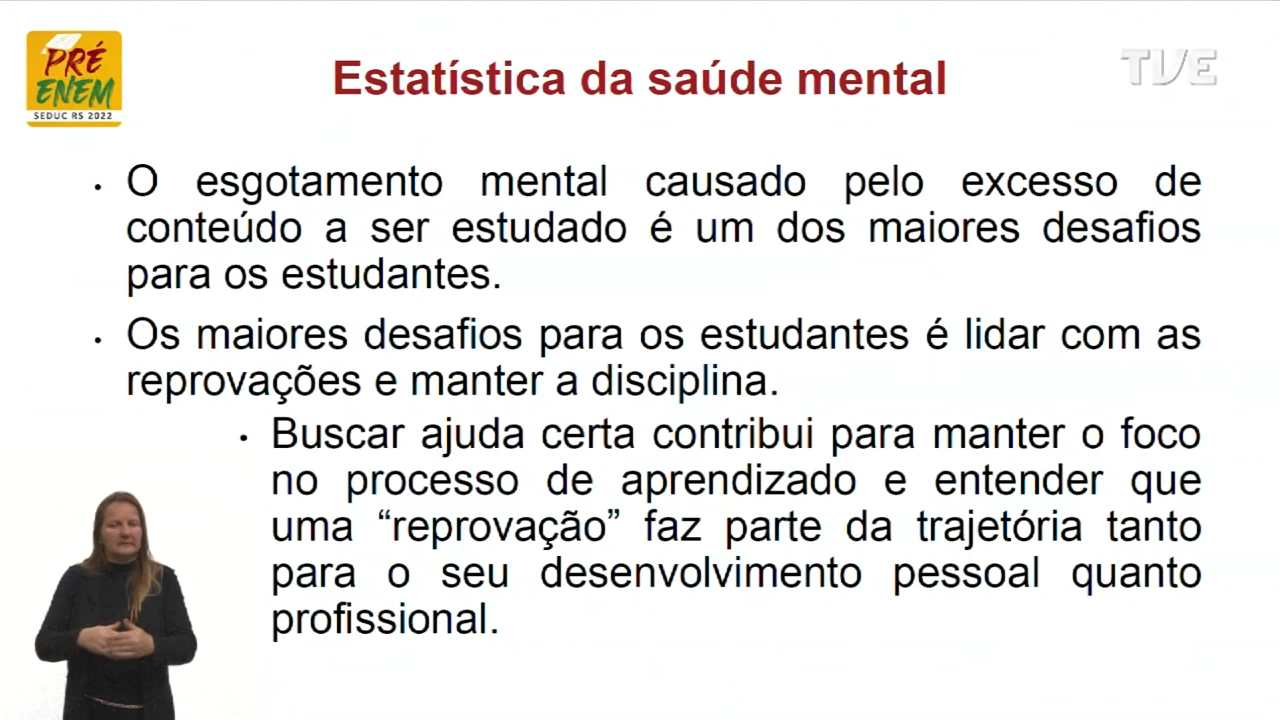 PRÉ
ENEM
SEDUC RS 2022
Estatística da saúde mental
TVE
• O esgotamento mental causado pelo excesso de
conteúdo a ser estudado é um dos maiores desafios
para os estudantes.
• Os maiores desafios para os estudantes é lidar com as
reprovações e manter a disciplina.
• Buscar ajuda certa contribui para manter o foco
no processo de aprendizado e entender que
uma “reprovação” faz parte da trajetória tanto
para o seu desenvolvimento pessoal quanto
profissional.